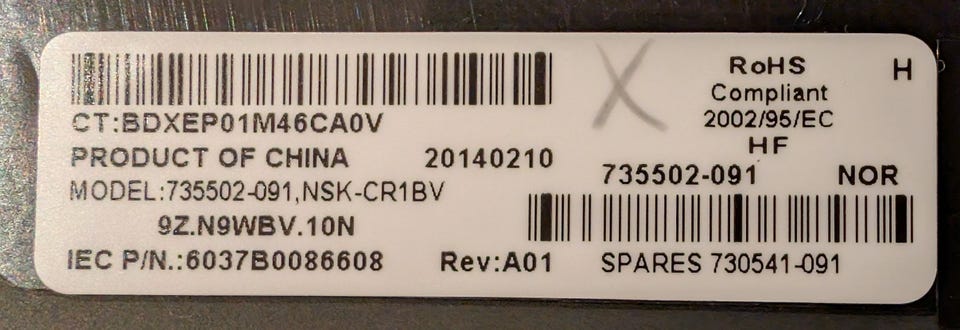 CT:BDXEP01M46CA0V
PRODUCT OF CHINA 20140210
MODEL:735502-091,NSK-CR1BV
9Z.N9WBV.10N
IEC P/N.:6037B0086608 Rev:A01
X
RoHS H
Compliant
2002/95/EC
HF
735502-091 NOR
SPARES 730541-091